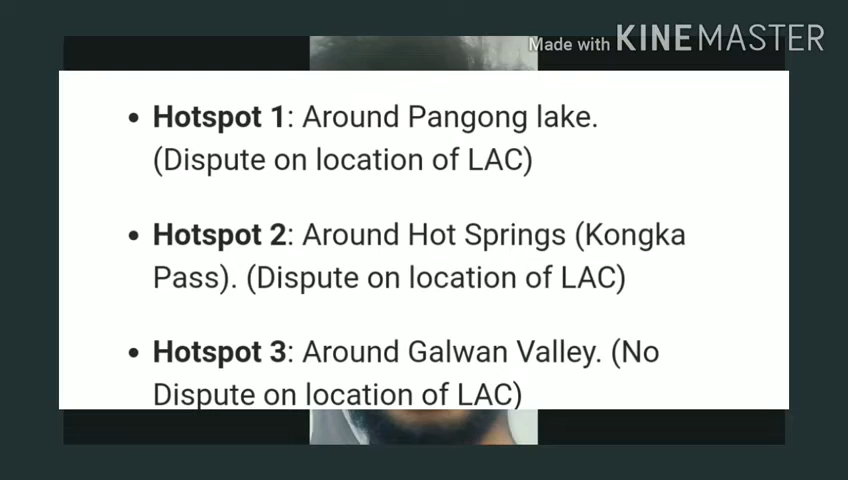 Made with KINEMASTER
• Hotspot 1: Around Pangong lake.
(Dispute on location of LAC)
• Hotspot 2: Around Hot Springs (Kongka
Pass). (Dispute on location of LAC)
• Hotspot 3: Around Galwan Valley. (No
Dispute on location of LAC)